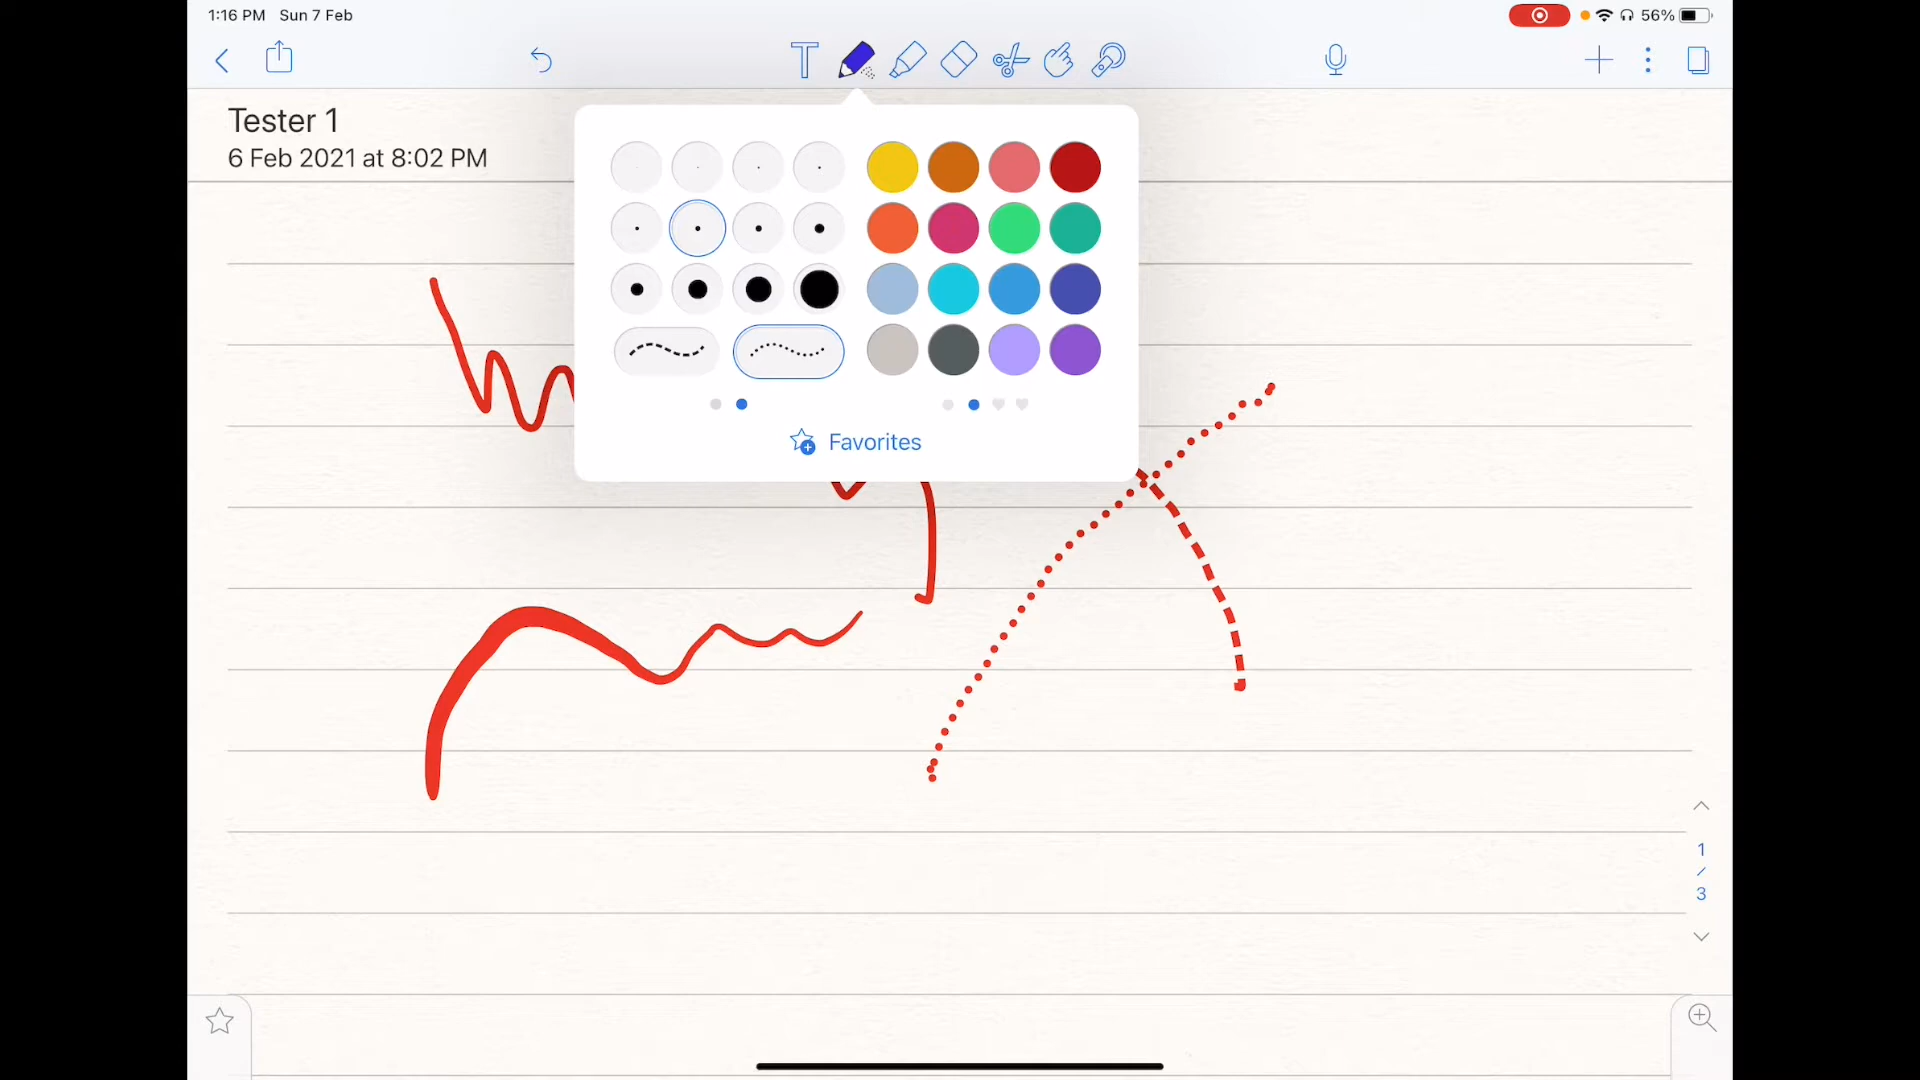 1:16 PM Sun 7 Feb
56%
T
Tester 1
6 Feb 2021 at 8:02 PM
Favorites
1
/
3